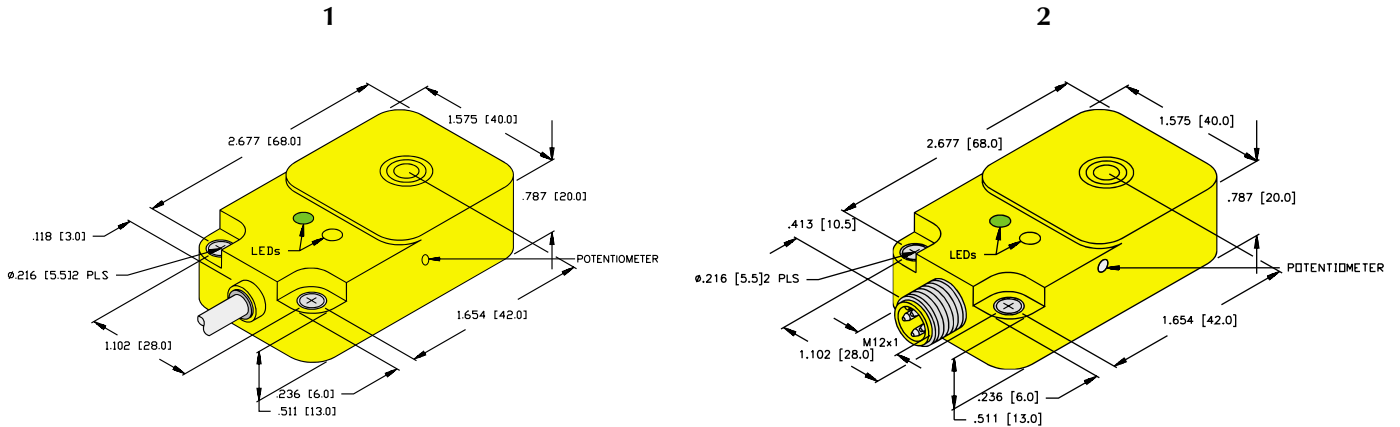 1
2.677 [68.0]
1.575 [40.0]
.787 [20.0]
.118 [3.0]
LEDs
ø.216 [5.5]2 PLS
POTENTIOMETER
1.654 [42.0]
1.102 [28.0]
.236 [6.0]
.511 [13.0]
2
2.677 [68.0]
1.575 [40.0]
.787 [20.0]
.413 [10.5]
LEDs
ø.216 [5.5]2 PLS
POTENTIOMETER
1.654 [42.0]
M12x1
1.102 [28.0]
.236 [6.0]
.511 [13.0]